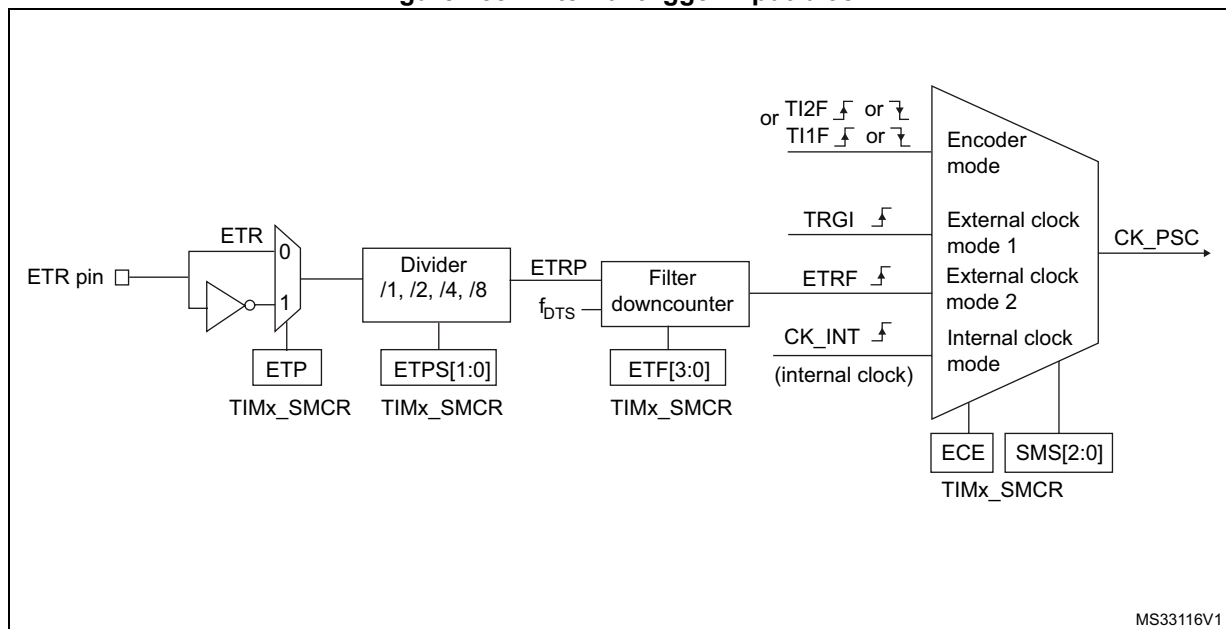 or TI2F or
TI1F or
Encoder
mode
TRGI
External clock
mode 1
CK_PSC
ETR
0
ETR pin
1
Divider
/1, /2, /4, /8
ETRP
fDTS
Filter
downcounter
ETRF
External clock
mode 2
CK_INT
(internal clock)
Internal clock
mode
ETP
TIMx_SMCR
ETPS[1:0]
TIMx_SMCR
ETF[3:0]
TIMx_SMCR
ECE
SMS[2:0]
TIMx_SMCR
MS33116V1